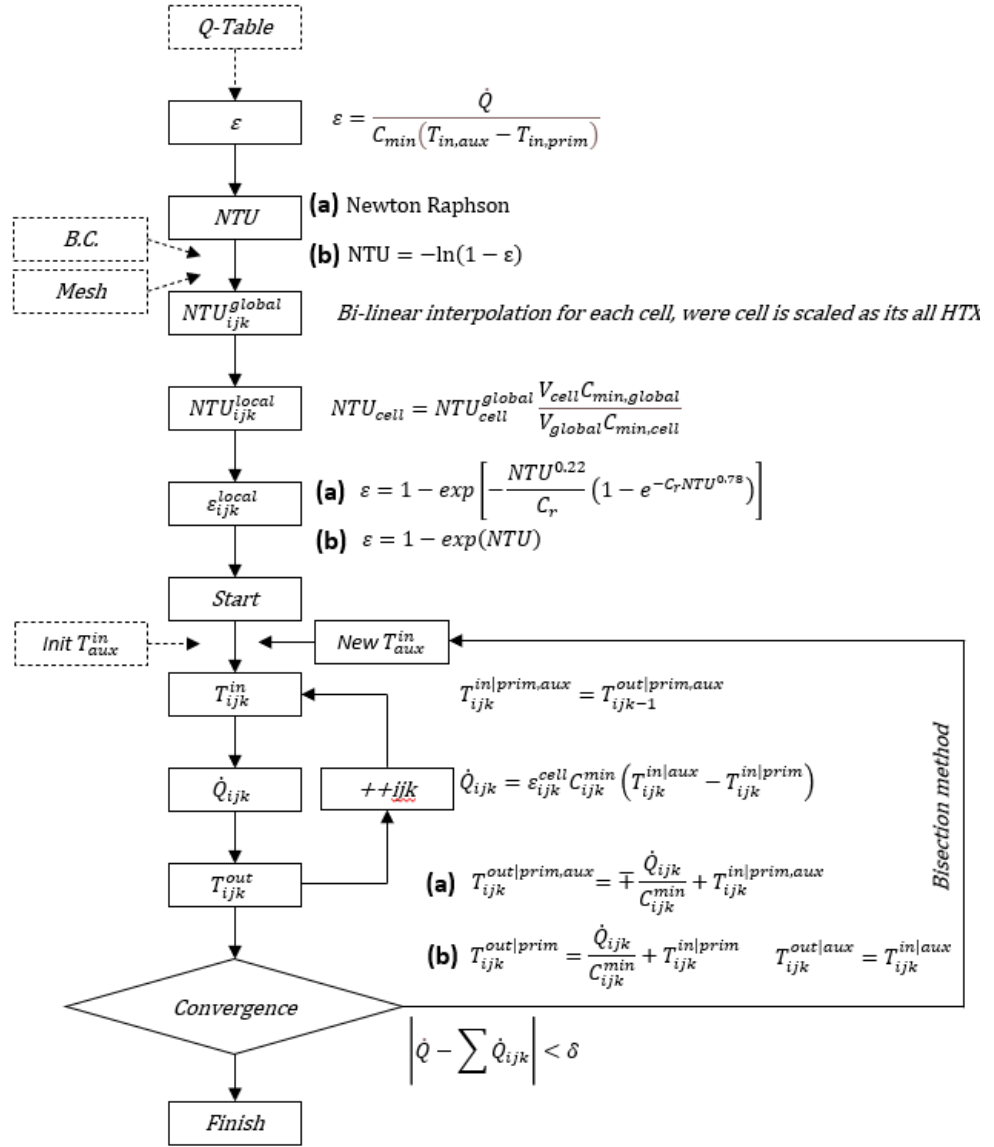 Q-Table
ε
ε = Q̇ / (C_min(T_in,aux − T_in,prim))
NTU
(a) Newton Raphson
B.C.
(b) NTU = −ln(1 − ε)
Mesh
NTU_ijk^global
Bi-linear interpolation for each cell, were cell is scaled as its all HTX
NTU_ijk^local
NTU_cell = NTU_cell^global (V_cell C_min,global) / (V_global C_min,cell)
ε_ijk^local
(a) ε = 1 − exp[−(NTU^0.22 / C_r)(1 − e^(−C_r NTU^0.78))]
(b) ε = 1 − exp(NTU)
Start
Init T_aux^in
New T_aux^in
T_ijk^in
T_ijk^in|prim,aux = T_ijk−1^out|prim,aux
Q̇_ijk
++ijk
Q̇_ijk = ε_ijk^cell C_ijk^min (T_ijk^in|aux − T_ijk^in|prim)
Bisection method
T_ijk^out
(a) T_ijk^out|prim,aux = ∓ Q̇_ijk / C_ijk^min + T_ijk^in|prim,aux
(b) T_ijk^out|prim = Q̇_ijk / C_ijk^min + T_ijk^in|prim T_ijk^out|aux = T_ijk^in|aux
Convergence
|Q̇ − ∑ Q̇_ijk| < δ
Finish